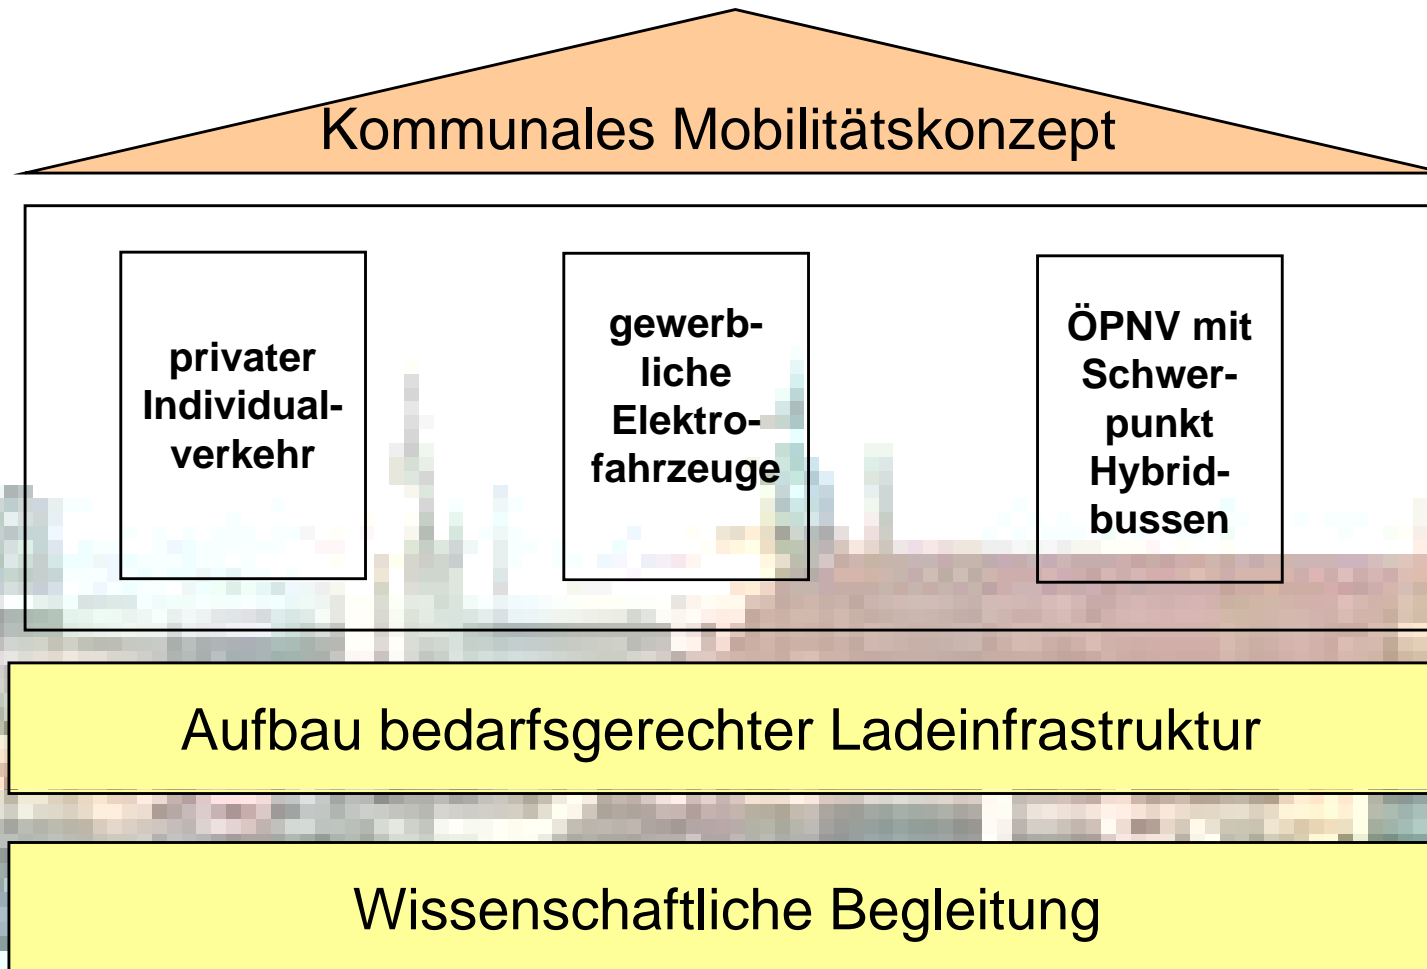 Kommunales Mobilitätskonzept
privater
Individual-
verkehr
gewerb-
liche
Elektro-
fahrzeuge
ÖPNV mit
Schwer-
punkt
Hybrid-
bussen
Aufbau bedarfsgerechter Ladeinfrastruktur
Wissenschaftliche Begleitung